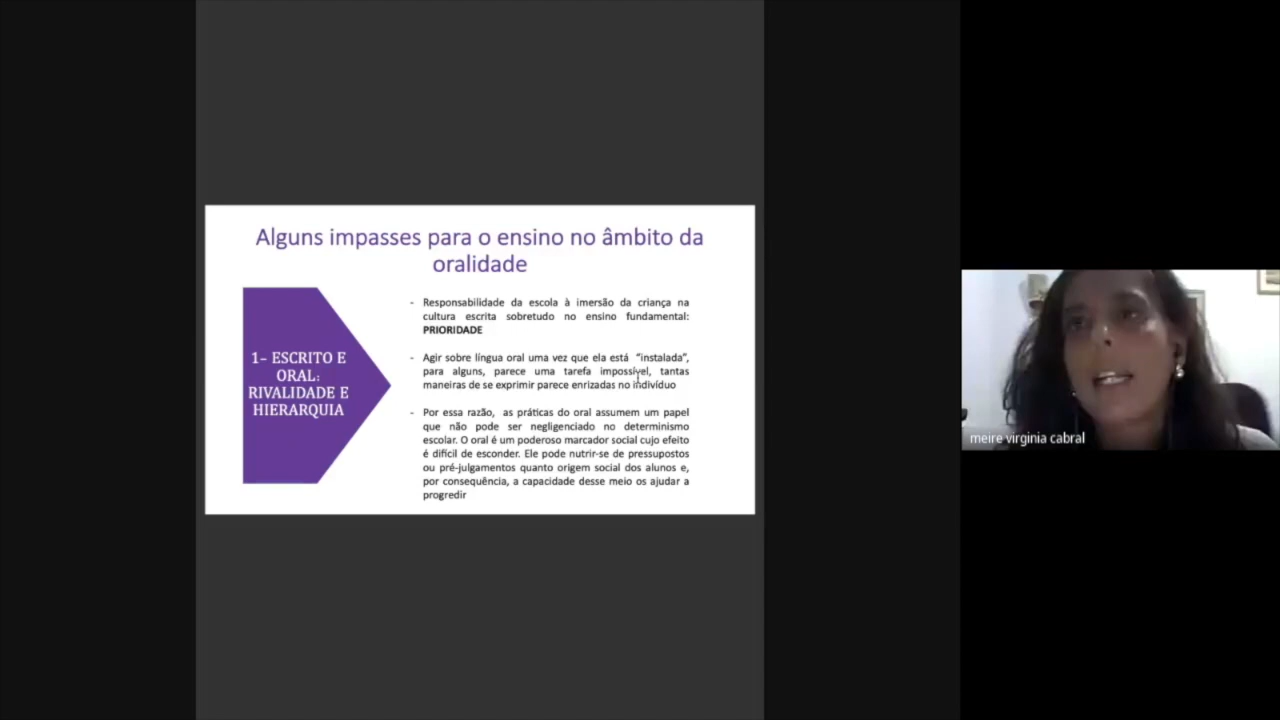 Alguns impasses para o ensino no âmbito da
oralidade
1– ESCRITO E
ORAL:
RIVALIDADE E
HIERARQUIA
- Responsabilidade da escola à imersão da criança na
cultura escrita sobretudo no ensino fundamental:
PRIORIDADE
- Agir sobre língua oral uma vez que ela está “instalada”,
para alguns, parece uma tarefa impossível, tantas
maneiras de se exprimir parece enrizadas no indivíduo
- Por essa razão, as práticas do oral assumem um papel
que não pode ser negligenciado no determinismo
escolar. O oral é um poderoso marcador social cujo efeito
é difícil de esconder. Ele pode nutrir-se de pressupostos
ou pré-julgamentos quanto origem social dos alunos e,
por consequência, a capacidade desse meio os ajudar a
progredir
meire virginia cabral